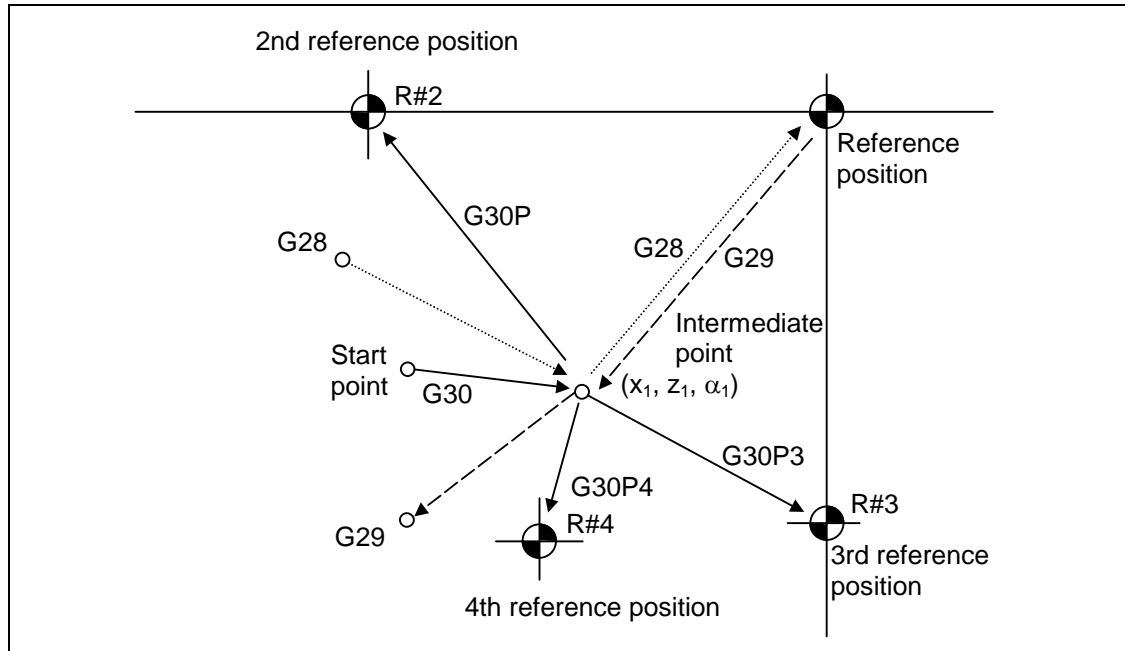 2nd reference position
R#2
Reference
position
G30P
G28
G28
G29
Intermediate
point
(x₁, z₁, α₁)
Start
point
G30
G30P3
G30P4
R#3
R#4
G29
3rd reference
position
4th reference position